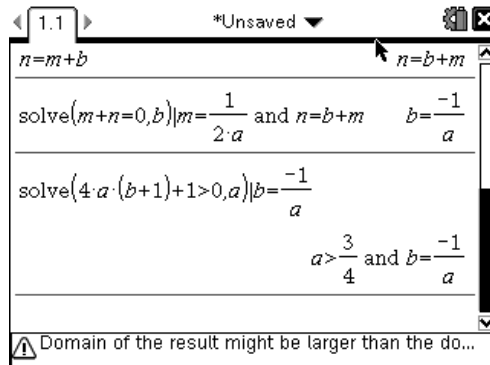 1.1 *Unsaved
n=m+b n=b+m
solve(m+n=0,b)|m=1/(2·a) and n=b+m b=-1/a
solve(4·a·(b+1)+1>0,a)|b=-1/a
a>3/4 and b=-1/a
Domain of the result might be larger than the do...